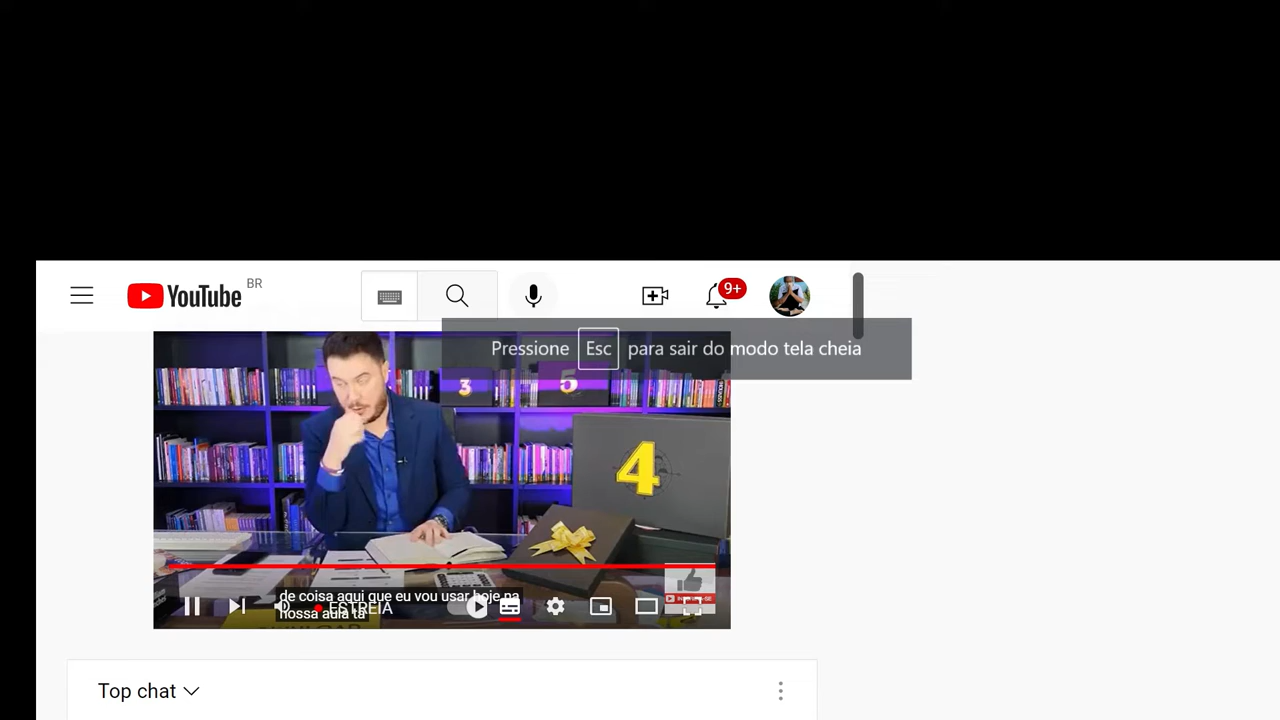 YouTube BR
9+
Pressione Esc para sair do modo tela cheia
3 5
4
de coisa aqui que eu vou usar hoje na
nossa aula tá
ESTREIA
Top chat